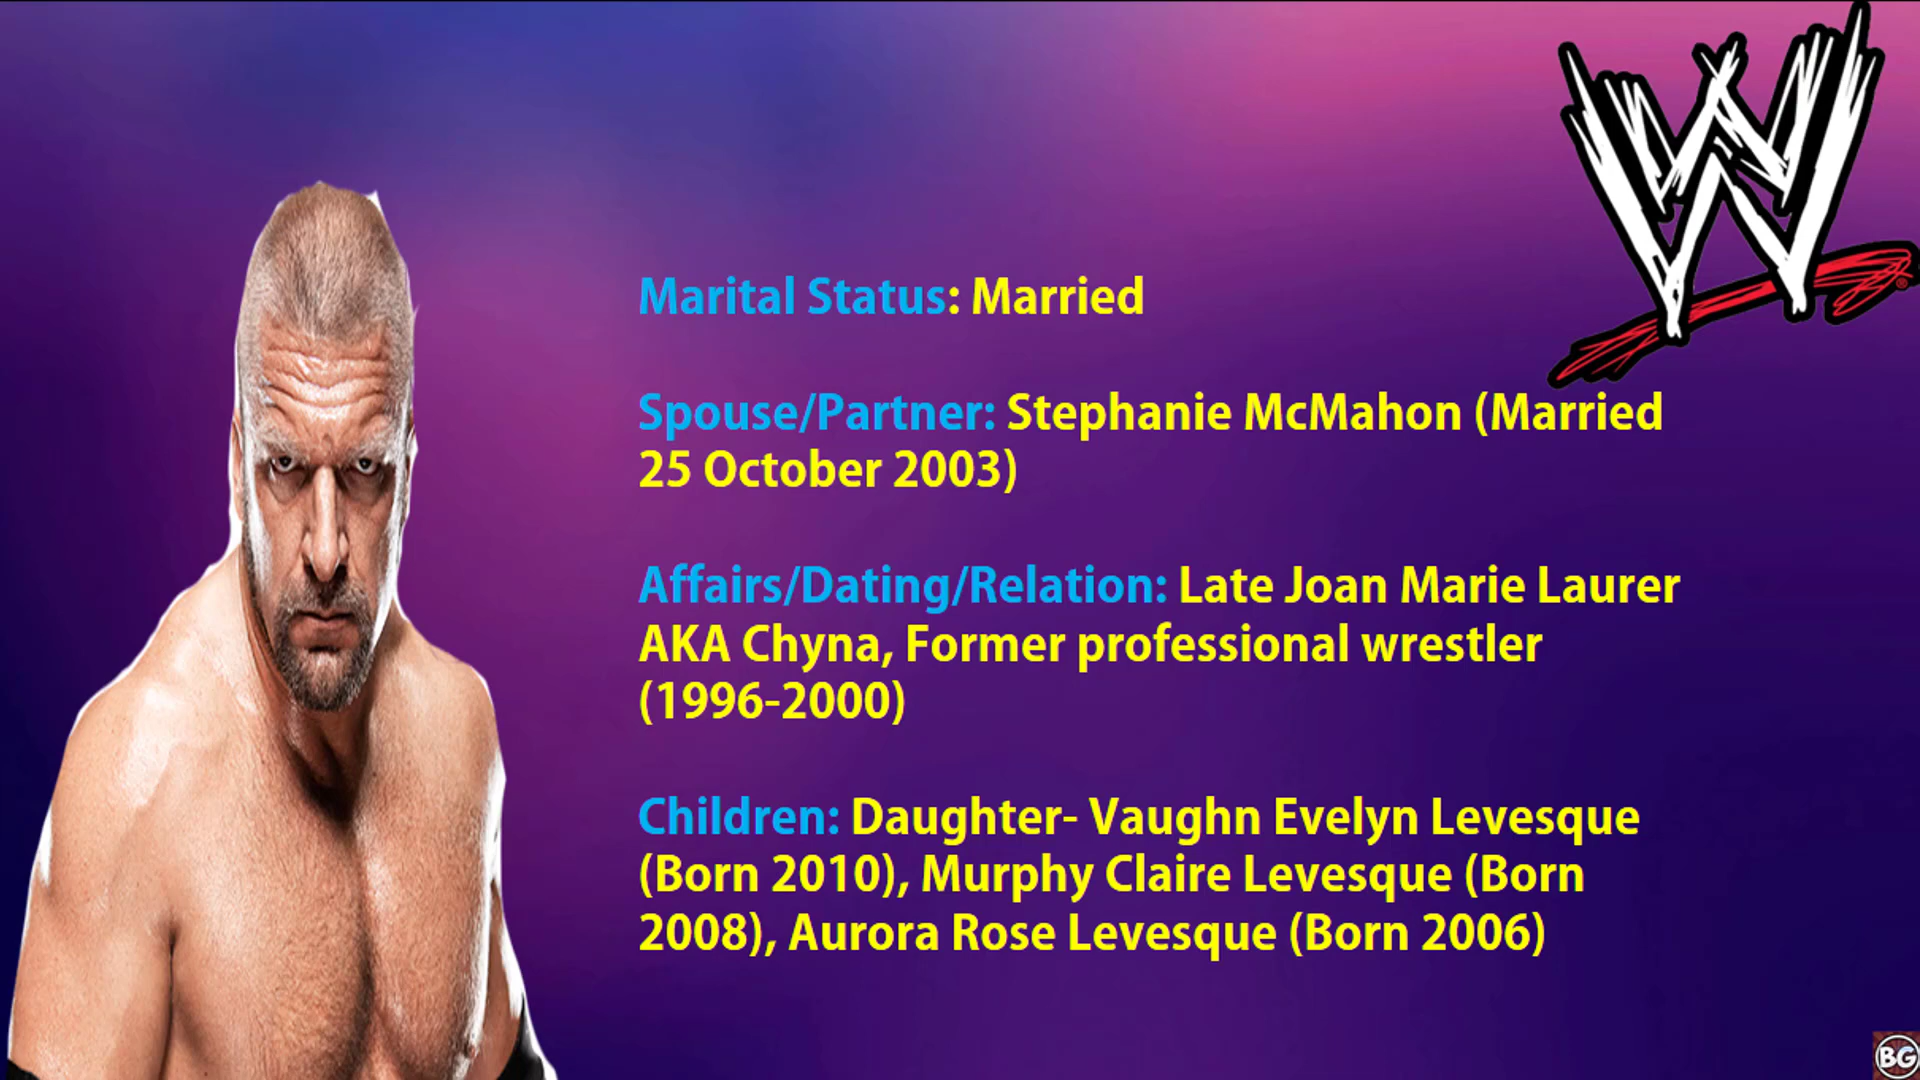 W
Marital Status: Married
Spouse/Partner: Stephanie McMahon (Married
25 October 2003)
Affairs/Dating/Relation: Late Joan Marie Laurer
AKA Chyna, Former professional wrestler
(1996-2000)
Children: Daughter- Vaughn Evelyn Levesque
(Born 2010), Murphy Claire Levesque (Born
2008), Aurora Rose Levesque (Born 2006)
BG